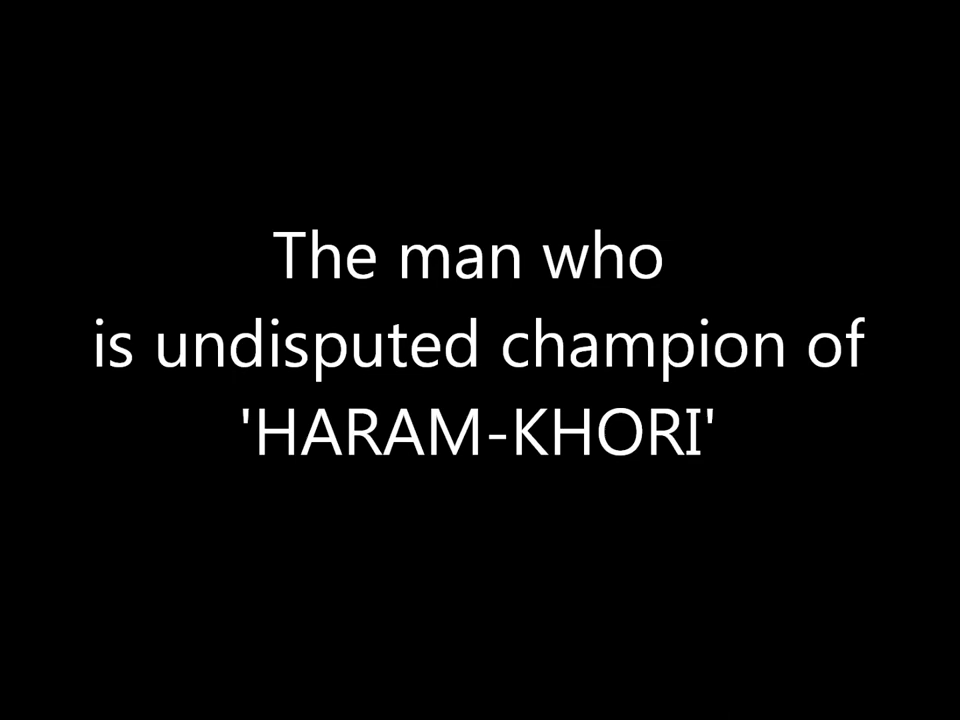 The man who
is undisputed champion of
'HARAM-KHORI'